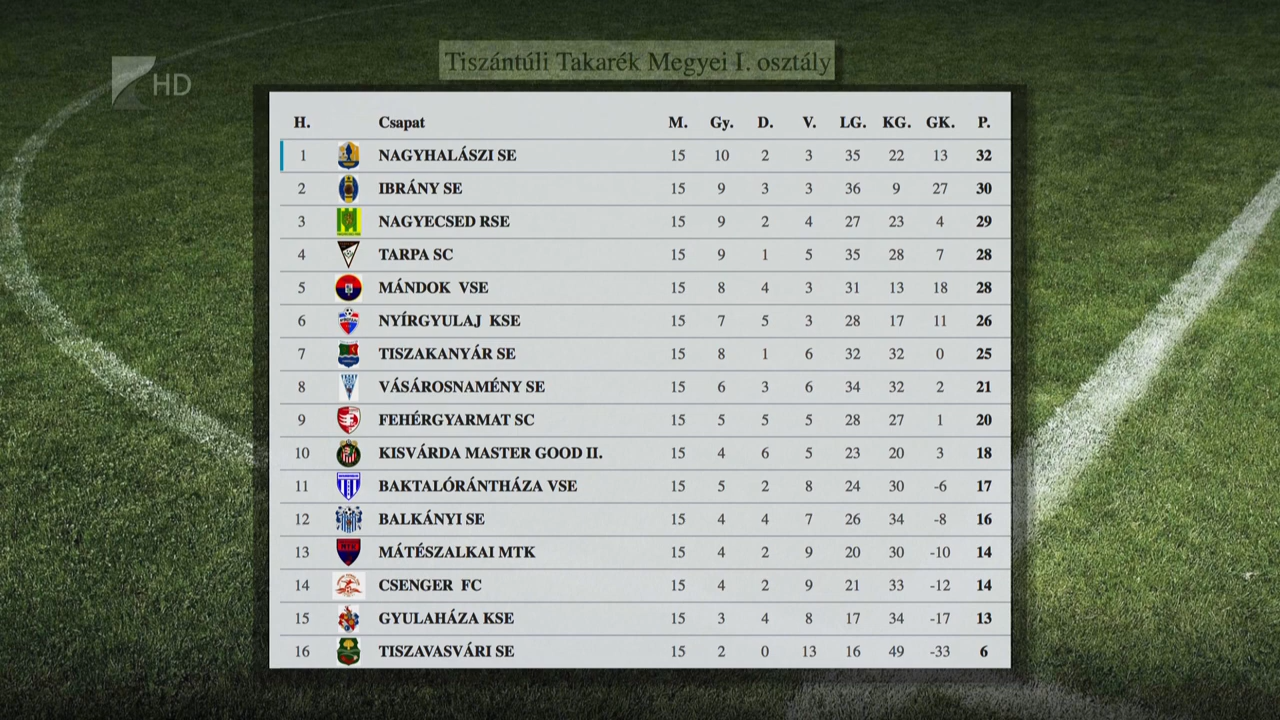 HD
Tiszántúli Takarék Megyei I. osztály
H. Csapat M. Gy. D. V. LG. KG. GK. P.
1 NAGYHALÁSZI SE 15 10 2 3 35 22 13 32
2 IBRÁNY SE 15 9 3 3 36 9 27 30
3 NAGYECSED RSE 15 9 2 4 27 23 4 29
4 TARPA SC 15 9 1 5 35 28 7 28
5 MÁNDOK VSE 15 8 4 3 31 13 18 28
6 NYÍRGYULAJ KSE 15 7 5 3 28 17 11 26
7 TISZAKANYÁR SE 15 8 1 6 32 32 0 25
8 VÁSÁROSNAMÉNY SE 15 6 3 6 34 32 2 21
9 FEHÉRGYARMAT SC 15 5 5 5 28 27 1 20
10 KISVÁRDA MASTER GOOD II. 15 4 6 5 23 20 3 18
11 BAKTALÓRÁNTHÁZA VSE 15 5 2 8 24 30 -6 17
12 BALKÁNYI SE 15 4 4 7 26 34 -8 16
13 MÁTÉSZALKAI MTK 15 4 2 9 20 30 -10 14
14 CSENGER FC 15 4 2 9 21 33 -12 14
15 GYULAHÁZA KSE 15 3 4 8 17 34 -17 13
16 TISZAVASVÁRI SE 15 2 0 13 16 49 -33 6